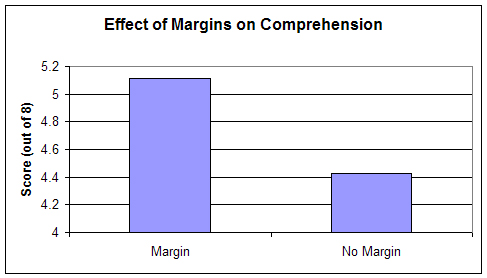 Effect of Margins on Comprehension
Score (out of 8)
5.2
5
4.8
4.6
4.4
4.2
4
Margin
No Margin